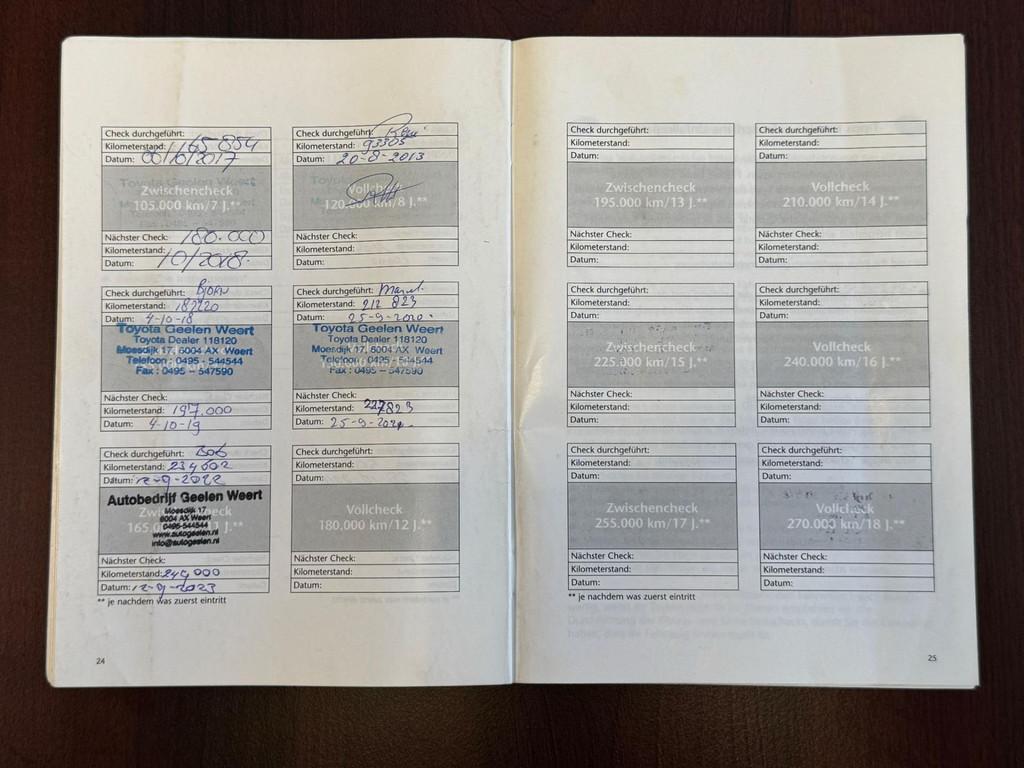 Check durchgeführt:
Kilometerstand: 165 854
Datum: 06/10/2017
Toyota Geelen Weert
Zwischencheck
105.000 km/7 J.**
Nächster Check: 180.000
Kilometerstand:
Datum: 10/2018.
Check durchgeführt:
Kilometerstand: 93305
Datum: 20-8-2013
Vollcheck
120.000 km/8 J.**
Nächster Check:
Kilometerstand:
Datum:
Check durchgeführt: BJORN
Kilometerstand: 182220
Datum: 4-10-18
Toyota Geelen Weert
Toyota Dealer 118120
Moesdijk 17, 6004 AX Weert
Telefoon : 0495 - 544544
Fax : 0495 - 547590
Nächster Check:
Kilometerstand: 197.000
Datum: 4-10-19
Check durchgeführt: Marcel.
Kilometerstand: 212 823
Datum: 25-9-2020.
Toyota Geelen Weert
Toyota Dealer 118120
Moesdijk 17, 6004 AX Weert
Telefoon : 0495 - 544544
Fax : 0495 - 547590
Nächster Check:
Kilometerstand: 227823
Datum: 25-9-2021.
Check durchgeführt: Bob
Kilometerstand: 234602
Datum: 12-9-2022
Autobedrijf Geelen Weert
Moesdijk 17
6004 AX Weert
0495-544544
www.autogeelen.nl
info@autogeelen.nl
Nächster Check:
Kilometerstand: 249,000
Datum: 12-9-2023
Check durchgeführt:
Kilometerstand:
Datum:
Vollcheck
180.000 km/12 J.**
Nächster Check:
Kilometerstand:
Datum:
** je nachdem was zuerst eintritt
24
Check durchgeführt:
Kilometerstand:
Datum:
Zwischencheck
195.000 km/13 J.**
Nächster Check:
Kilometerstand:
Datum:
Check durchgeführt:
Kilometerstand:
Datum:
Vollcheck
210.000 km/14 J.**
Nächster Check:
Kilometerstand:
Datum:
Check durchgeführt:
Kilometerstand:
Datum:
Zwischencheck
225.000 km/15 J.**
Nächster Check:
Kilometerstand:
Datum:
Check durchgeführt:
Kilometerstand:
Datum:
Vollcheck
240.000 km/16 J.**
Nächster Check:
Kilometerstand:
Datum:
Check durchgeführt:
Kilometerstand:
Datum:
Zwischencheck
255.000 km/17 J.**
Nächster Check:
Kilometerstand:
Datum:
Check durchgeführt:
Kilometerstand:
Datum:
Vollcheck
270.000 km/18 J.**
Nächster Check:
Kilometerstand:
Datum:
** je nachdem was zuerst eintritt
25